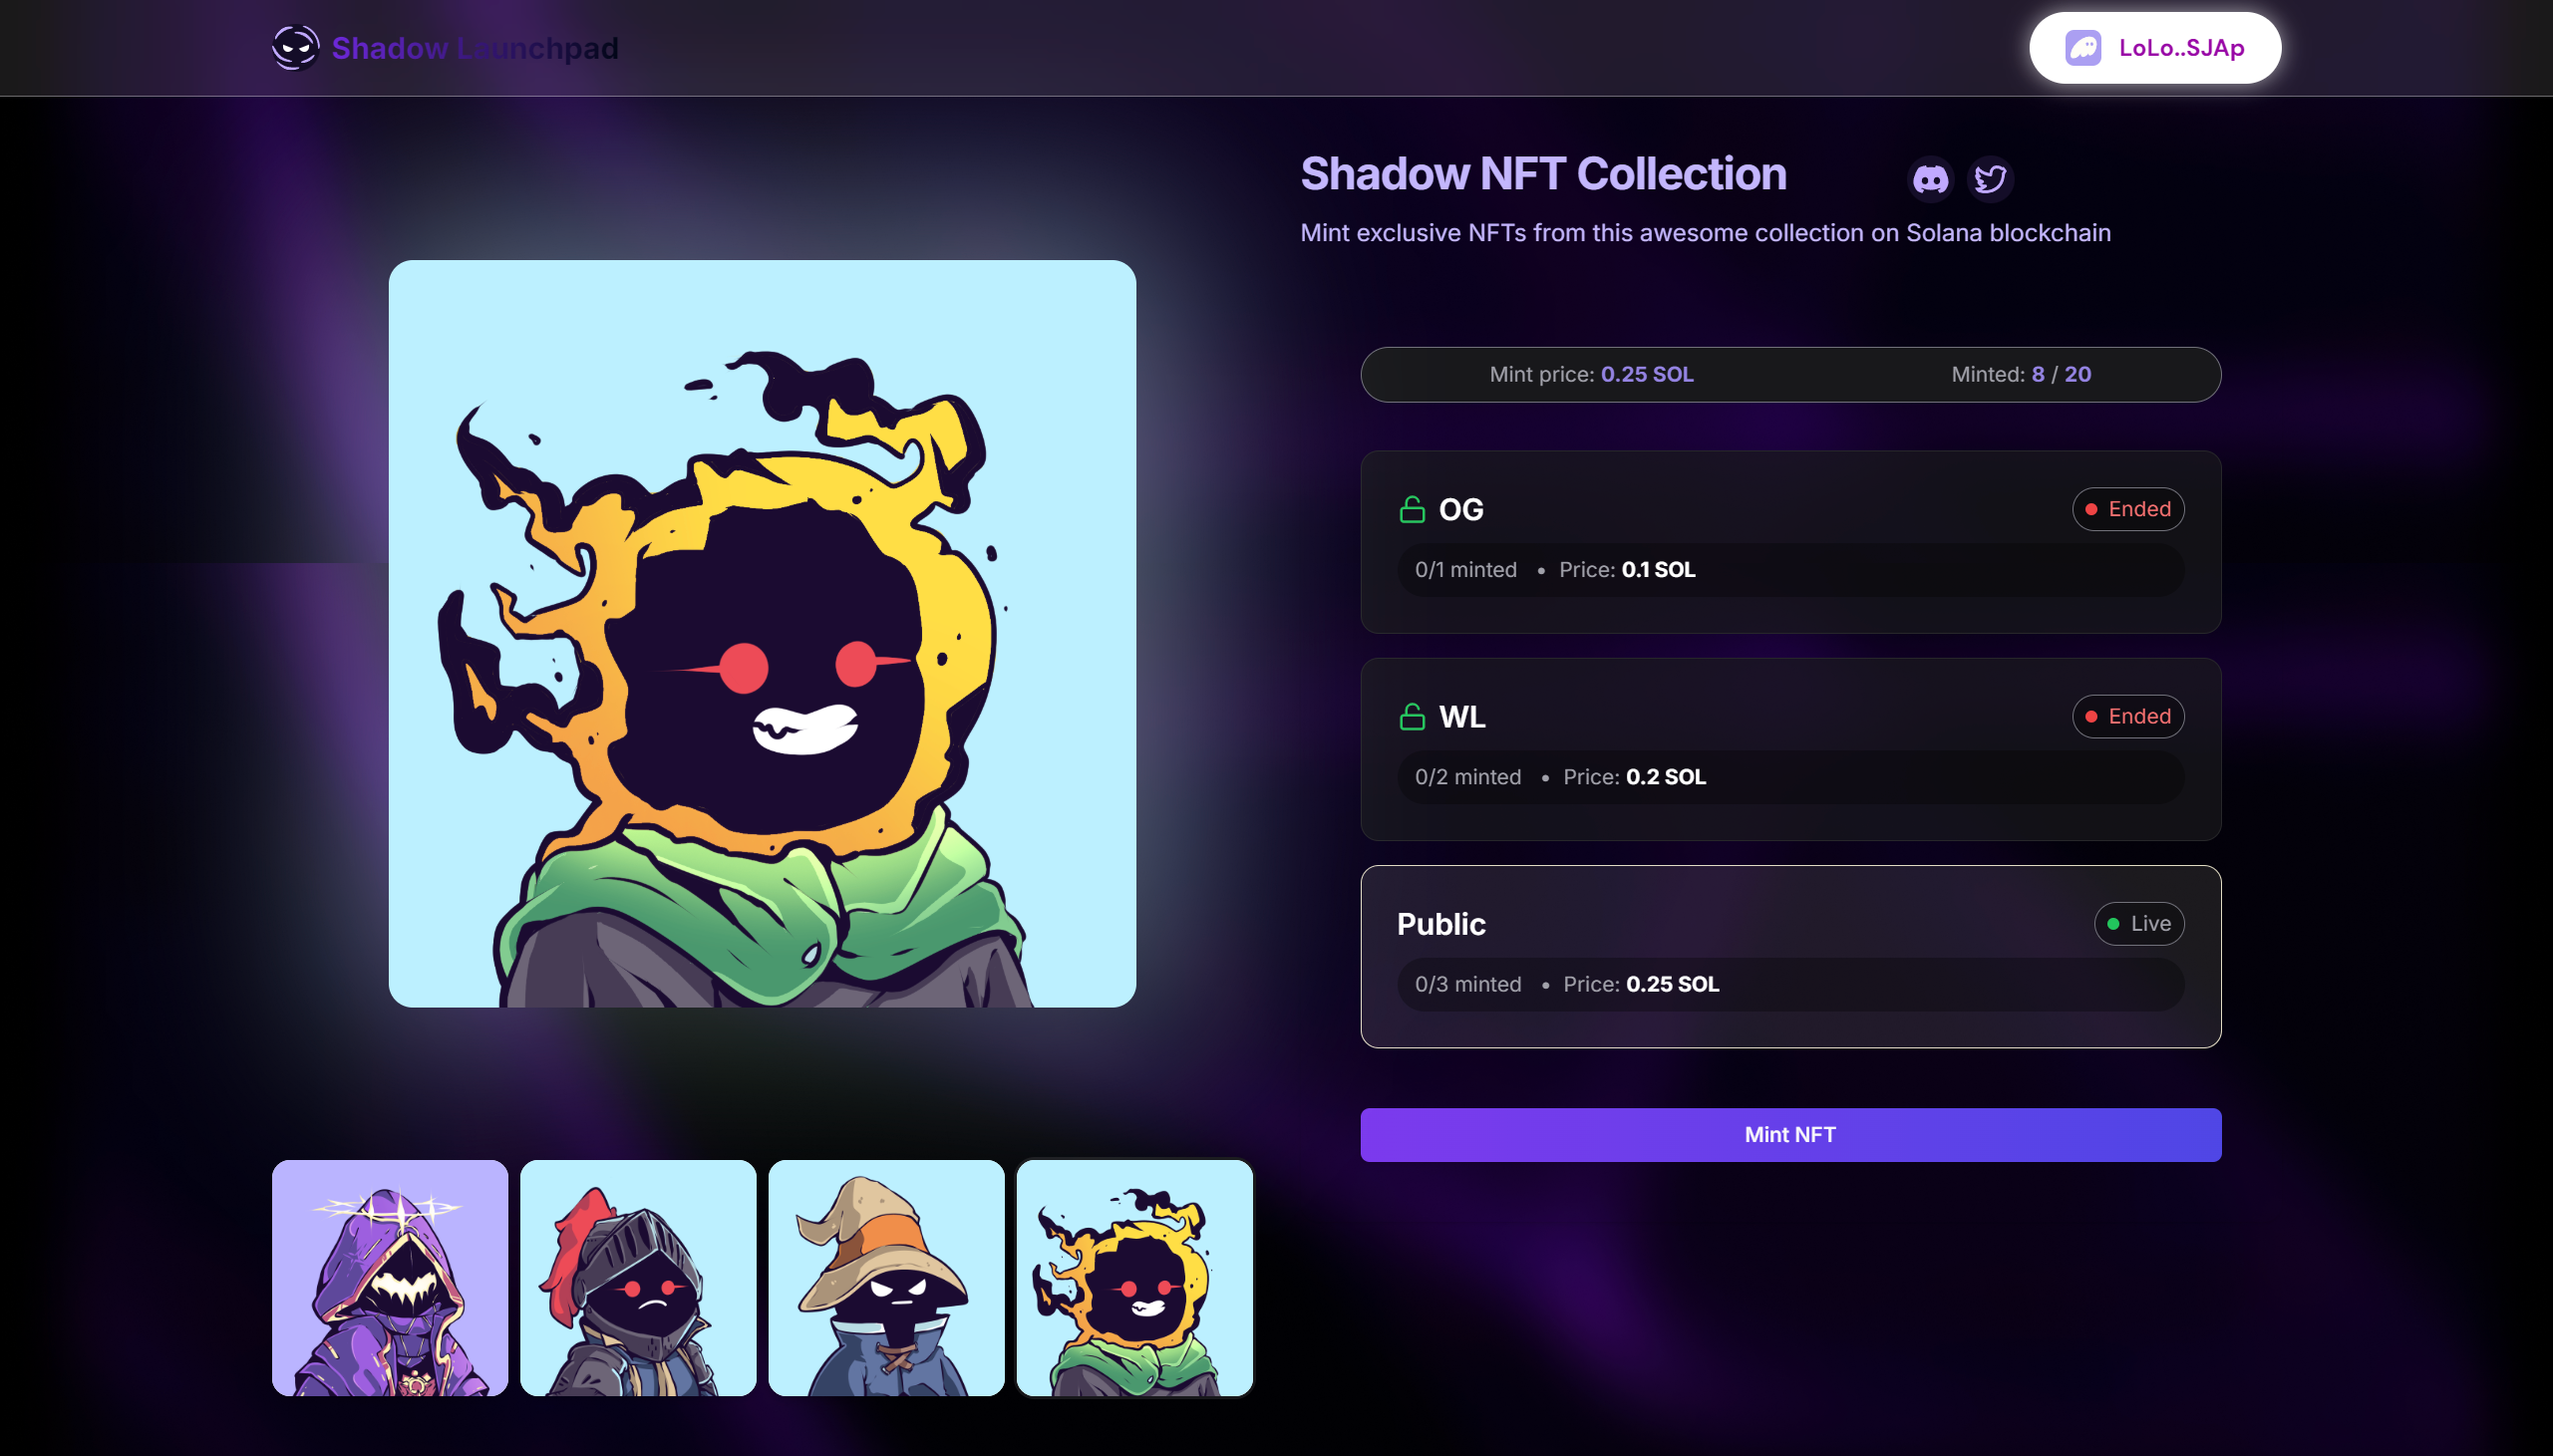 Shadow Launchpad
LoLo..SJAp
Shadow NFT Collection
Mint exclusive NFTs from this awesome collection on Solana blockchain
Mint price: 0.25 SOL Minted: 8 / 20
OG Ended
0/1 minted • Price: 0.1 SOL
WL Ended
0/2 minted • Price: 0.2 SOL
Public Live
0/3 minted • Price: 0.25 SOL
Mint NFT